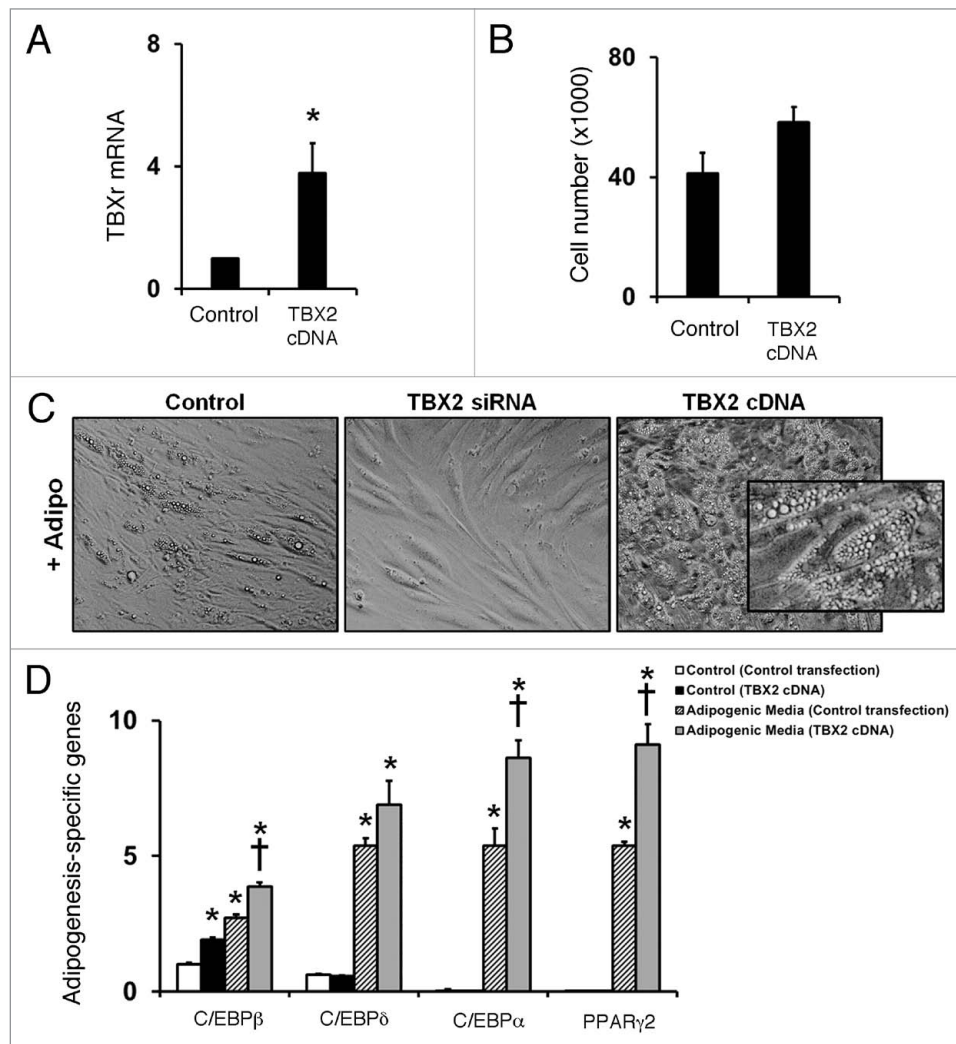 A
TBXr mRNA
8
4
0
*
Control
TBX2
cDNA
B
Cell number (x1000)
80
40
0
Control
TBX2
cDNA
C
Control
TBX2 siRNA
TBX2 cDNA
+ Adipo
D
Adipogenesis-specific genes
10
5
0
Control (Control transfection)
Control (TBX2 cDNA)
Adipogenic Media (Control transfection)
Adipogenic Media (TBX2 cDNA)
* * * †
* *
* * †
* * †
C/EBPβ
C/EBPδ
C/EBPα
PPARγ2